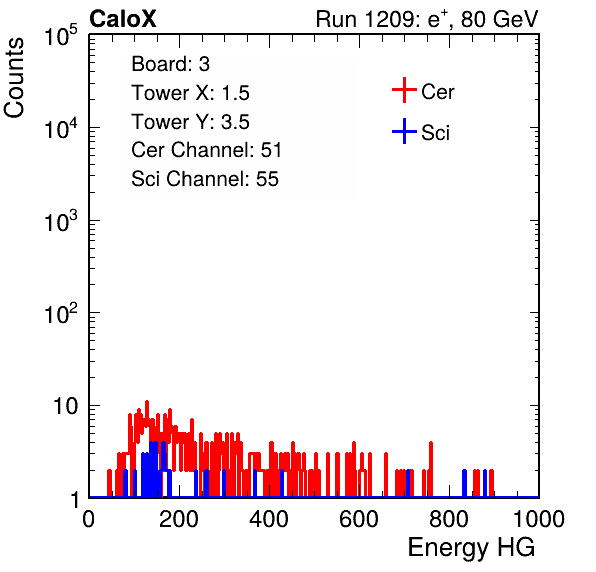 CaloX Run 1209: e+, 80 GeV
Counts
Board: 3
Tower X: 1.5
Tower Y: 3.5
Cer Channel: 51
Sci Channel: 55
Cer
Sci
10^5
10^4
10^3
10^2
10
1
0 200 400 600 800 1000
Energy HG